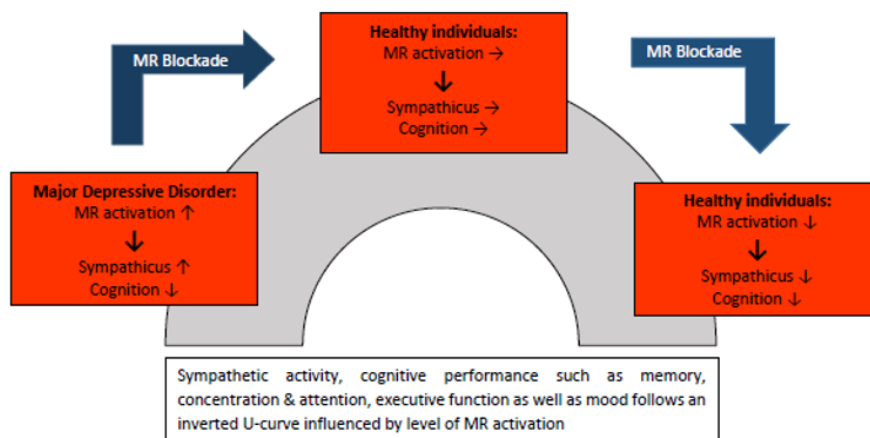 MR Blockade
Healthy individuals:
MR activation →
↓
Sympathicus →
Cognition →
MR Blockade
Major Depressive Disorder:
MR activation ↑
↓
Sympathicus ↑
Cognition ↓
Healthy individuals:
MR activation ↓
↓
Sympathicus ↓
Cognition ↓
Sympathetic activity, cognitive performance such as memory,
concentration & attention, executive function as well as mood follows an
inverted U-curve influenced by level of MR activation